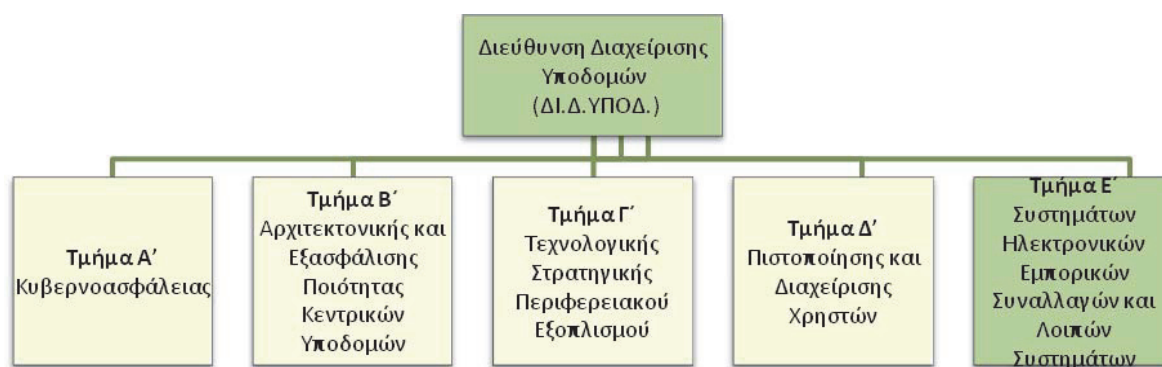 Διεύθυνση Διαχείρισης
Υποδομών
(ΔΙ.Δ.ΥΠΟΔ.)
Τμήμα Α’
Κυβερνοασφάλειας
Τμήμα Β΄
Αρχιτεκτονικής και
Εξασφάλισης
Ποιότητας
Κεντρικών
Υποδομών
Τμήμα Γ΄
Τεχνολογικής
Στρατηγικής
Περιφερειακού
Εξοπλισμού
Τμήμα Δ’
Πιστοποίησης και
Διαχείρισης
Χρηστών
Τμήμα Ε΄
Συστημάτων
Ηλεκτρονικών
Εμπορικών
Συναλλαγών και
Λοιπών
Συστημάτων